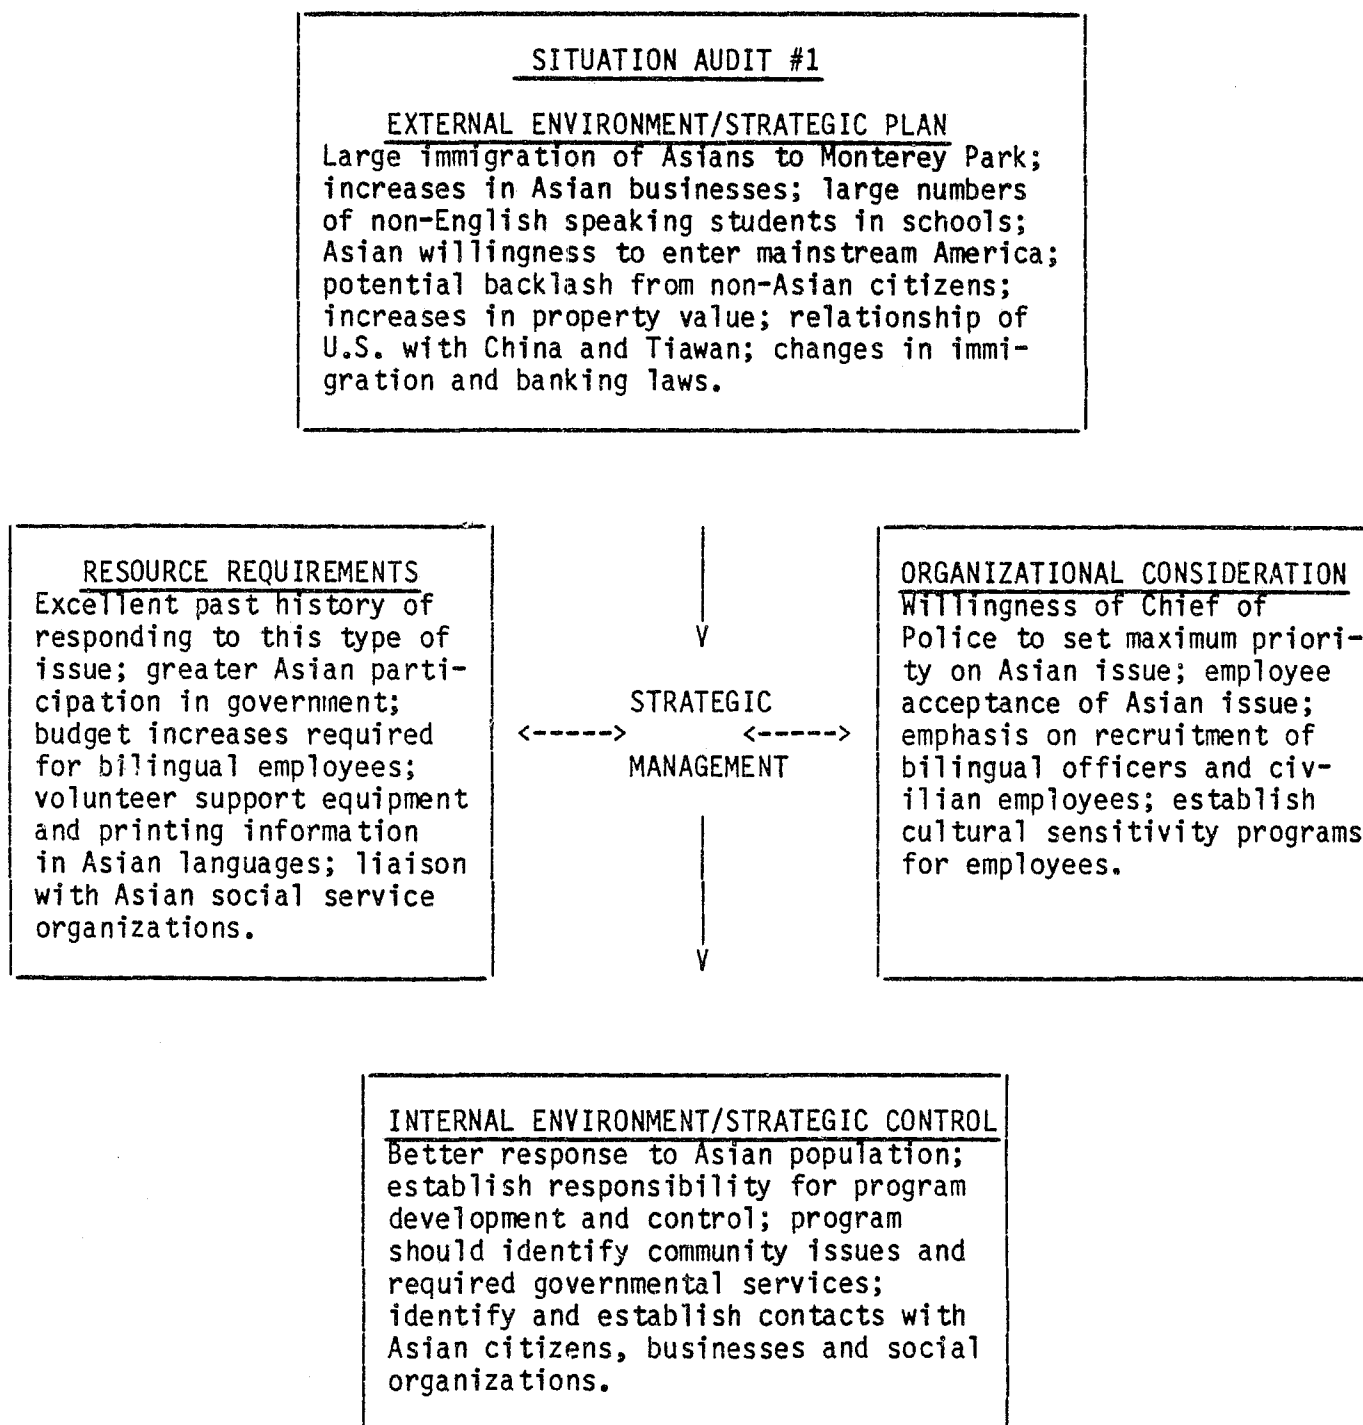 SITUATION AUDIT #1
EXTERNAL ENVIRONMENT/STRATEGIC PLAN
Large immigration of Asians to Monterey Park;
increases in Asian businesses; large numbers
of non-English speaking students in schools;
Asian willingness to enter mainstream America;
potential backlash from non-Asian citizens;
increases in property value; relationship of
U.S. with China and Tiawan; changes in immi-
gration and banking laws.
RESOURCE REQUIREMENTS
Excellent past history of
responding to this type of
issue; greater Asian parti-
cipation in government;
budget increases required
for bilingual employees;
volunteer support equipment
and printing information
in Asian languages; liaison
with Asian social service
organizations.
V
STRATEGIC
<-----> <----->
MANAGEMENT
V
ORGANIZATIONAL CONSIDERATION
Willingness of Chief of
Police to set maximum priori-
ty on Asian issue; employee
acceptance of Asian issue;
emphasis on recruitment of
bilingual officers and civ-
ilian employees; establish
cultural sensitivity programs
for employees.
INTERNAL ENVIRONMENT/STRATEGIC CONTROL
Better response to Asian population;
establish responsibility for program
development and control; program
should identify community issues and
required governmental services;
identify and establish contacts with
Asian citizens, businesses and social
organizations.